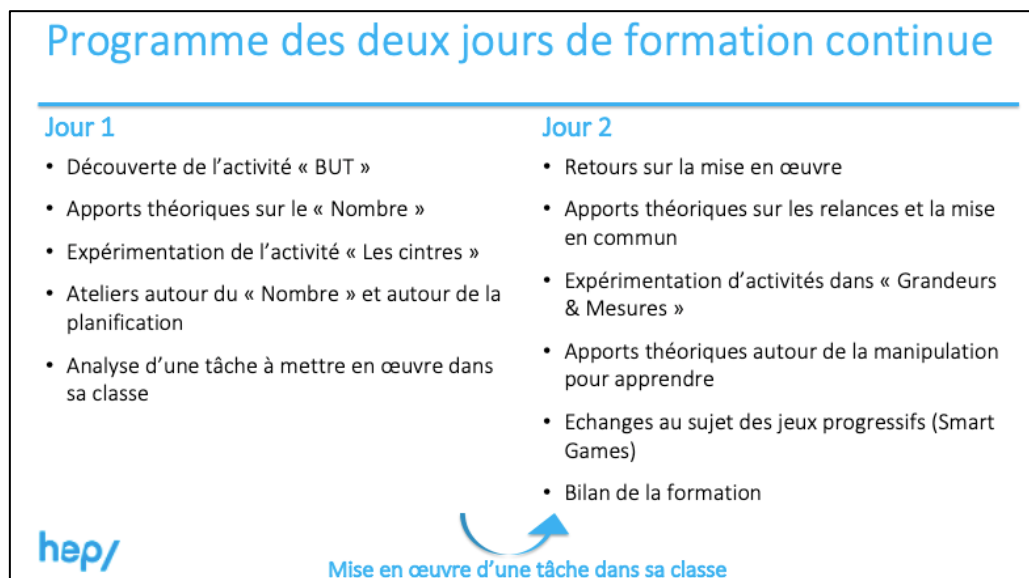 Programme des deux jours de formation continue
Jour 1
• Découverte de l'activité « BUT »
• Apports théoriques sur le « Nombre »
• Expérimentation de l'activité « Les cintres »
• Ateliers autour du « Nombre » et autour de la
planification
• Analyse d'une tâche à mettre en œuvre dans
sa classe
Jour 2
• Retours sur la mise en œuvre
• Apports théoriques sur les relances et la mise
en commun
• Expérimentation d'activités dans « Grandeurs
& Mesures »
• Apports théoriques autour de la manipulation
pour apprendre
• Echanges au sujet des jeux progressifs (Smart
Games)
• Bilan de la formation
hep/
Mise en œuvre d'une tâche dans sa classe